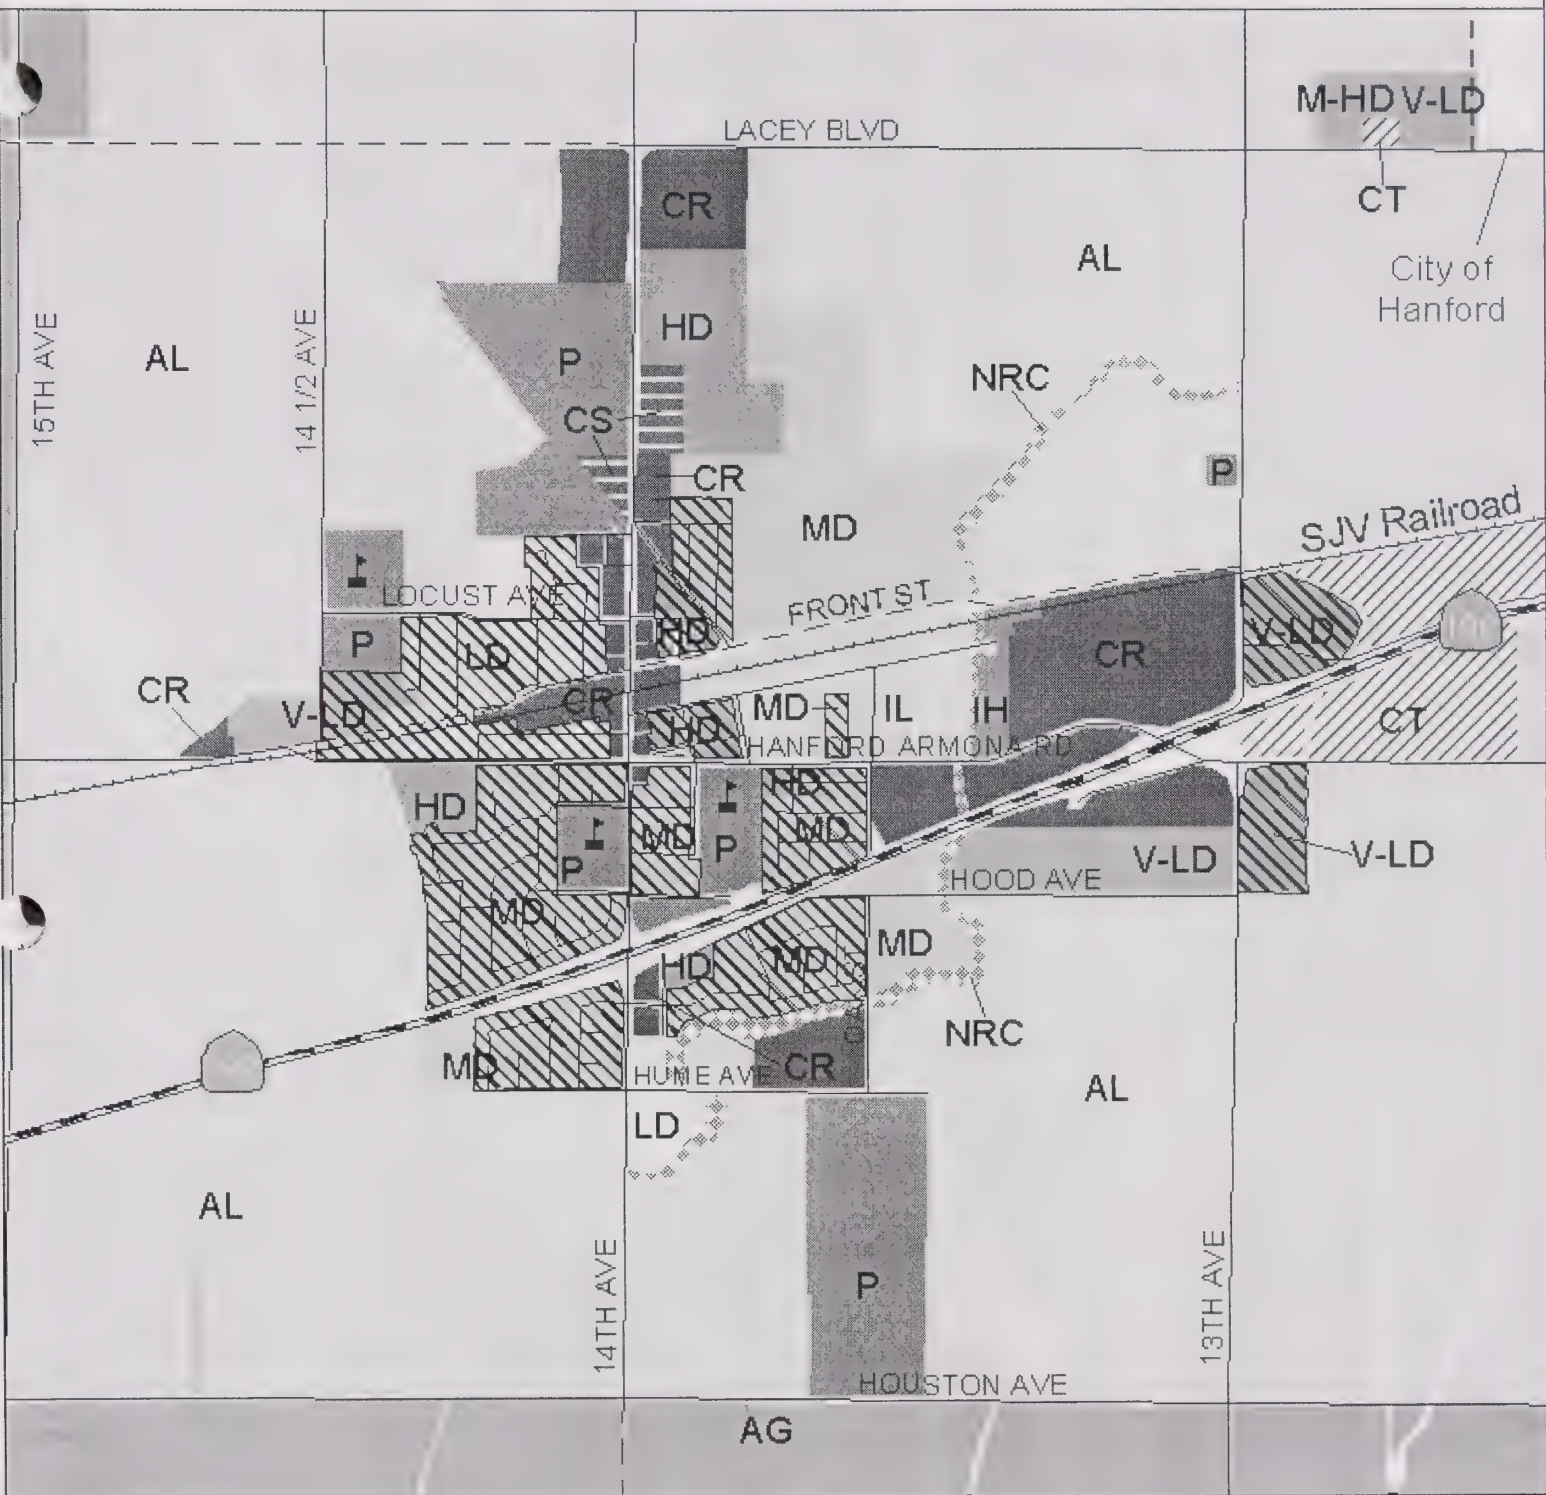 M-HD V-LD
LACEY BLVD
CR
CT
AL
City of
Hanford
15TH AVE
14 1/2 AVE
AL
P
HD
NRC
CS
CR
P
MD
SJV Railroad
LOCUST AVE
FRONT ST
P
LD
HD
CR
V-LD
CR
V-LD
CR
HD
MD
IL
IH
CT
HANFORD ARMONA RD
HD
P
MD
P
HD
MD
V-LD
V-LD
HOOD AVE
MD
HD
MD
MD
NRC
MD
HUME AVE
CR
LD
AL
AL
14TH AVE
P
13TH AVE
HOUSTON AVE
AG